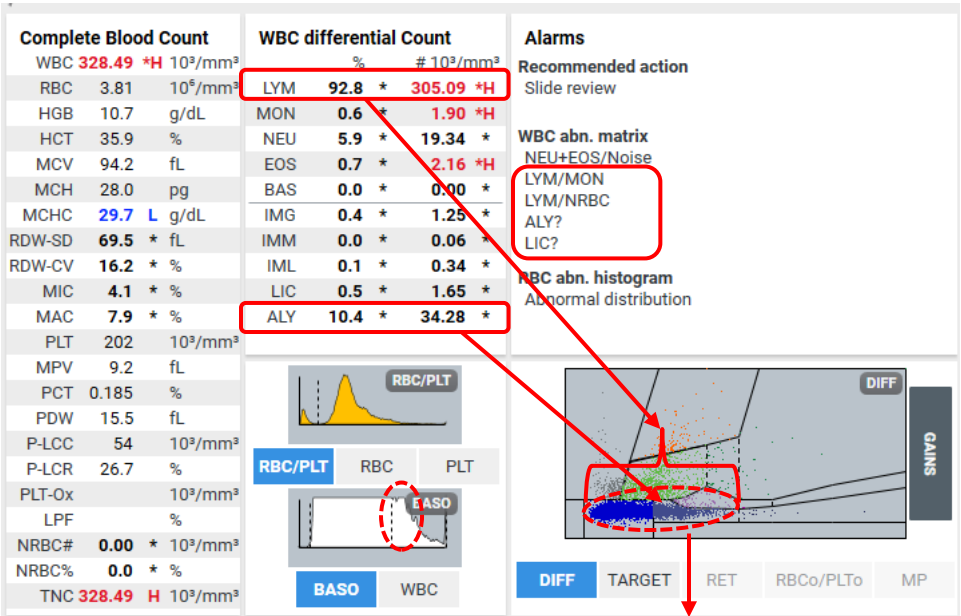 Complete Blood Count
WBC 328.49 *H 10³/mm³
RBC 3.81 10⁶/mm³
HGB 10.7 g/dL
HCT 35.9 %
MCV 94.2 fL
MCH 28.0 pg
MCHC 29.7 L g/dL
RDW-SD 69.5 * fL
RDW-CV 16.2 * %
MIC 4.1 * %
MAC 7.9 * %
PLT 202 10³/mm³
MPV 9.2 fL
PCT 0.185 %
PDW 15.5 fL
P-LCC 54 10³/mm³
P-LCR 26.7 %
PLT-Ox 10³/mm³
LPF %
NRBC# 0.00 * 10³/mm³
NRBC% 0.0 * %
TNC 328.49 H 10³/mm³
WBC differential Count
% # 10³/mm³
LYM 92.8 * 305.09 *H
MON 0.6 * 1.90 *H
NEU 5.9 * 19.34 *
EOS 0.7 * 2.16 *H
BAS 0.0 * 0.00 *
IMG 0.4 * 1.25 *
IMM 0.0 * 0.06 *
IML 0.1 * 0.34 *
LIC 0.5 * 1.65 *
ALY 10.4 * 34.28 *
Alarms
Recommended action
Slide review
WBC abn. matrix
NEU+EOS/Noise
LYM/MON
LYM/NRBC
ALY?
LIC?
RBC abn. histogram
Abnormal distribution
RBC/PLT
RBC/PLT RBC PLT
BASO
BASO WBC
DIFF
GAINS
DIFF TARGET RET RBCo/PLTo MP